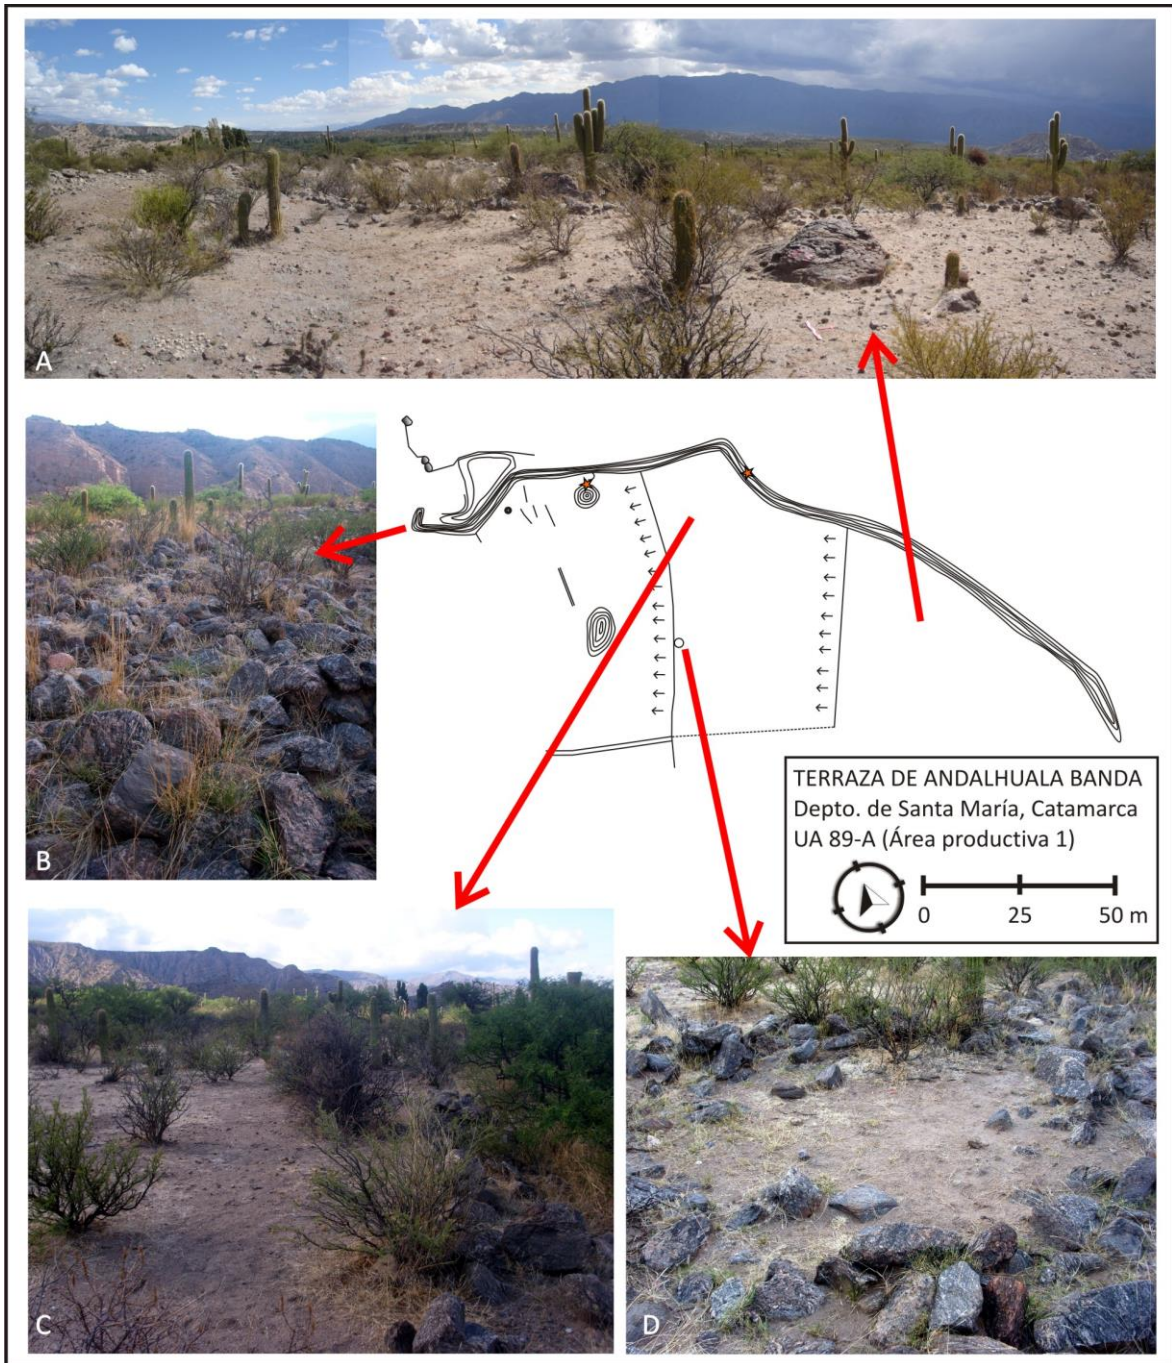 A
B
TERRAZA DE ANDALHUALA BANDA
Depto. de Santa María, Catamarca
UA 89-A (Área productiva 1)
0 25 50 m
C
D